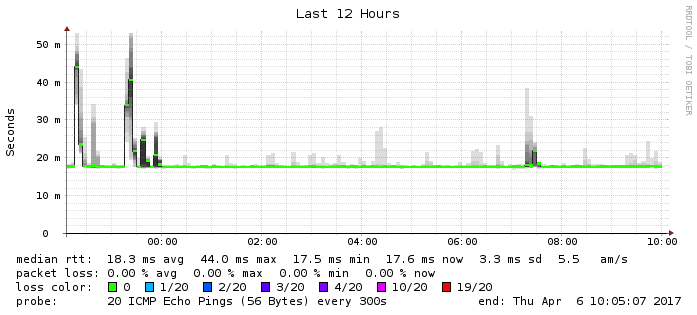 Last 12 Hours
RRDTOOL / TOBI OETIKER
Seconds
50 m
40 m
30 m
20 m
10 m
0
00:00 02:00 04:00 06:00 08:00 10:00
median rtt: 18.3 ms avg 44.0 ms max 17.5 ms min 17.6 ms now 3.3 ms sd 5.5 am/s
packet loss: 0.00 % avg 0.00 % max 0.00 % min 0.00 % now
loss color: 0 1/20 2/20 3/20 4/20 10/20 19/20
probe: 20 ICMP Echo Pings (56 Bytes) every 300s end: Thu Apr 6 10:05:07 2017